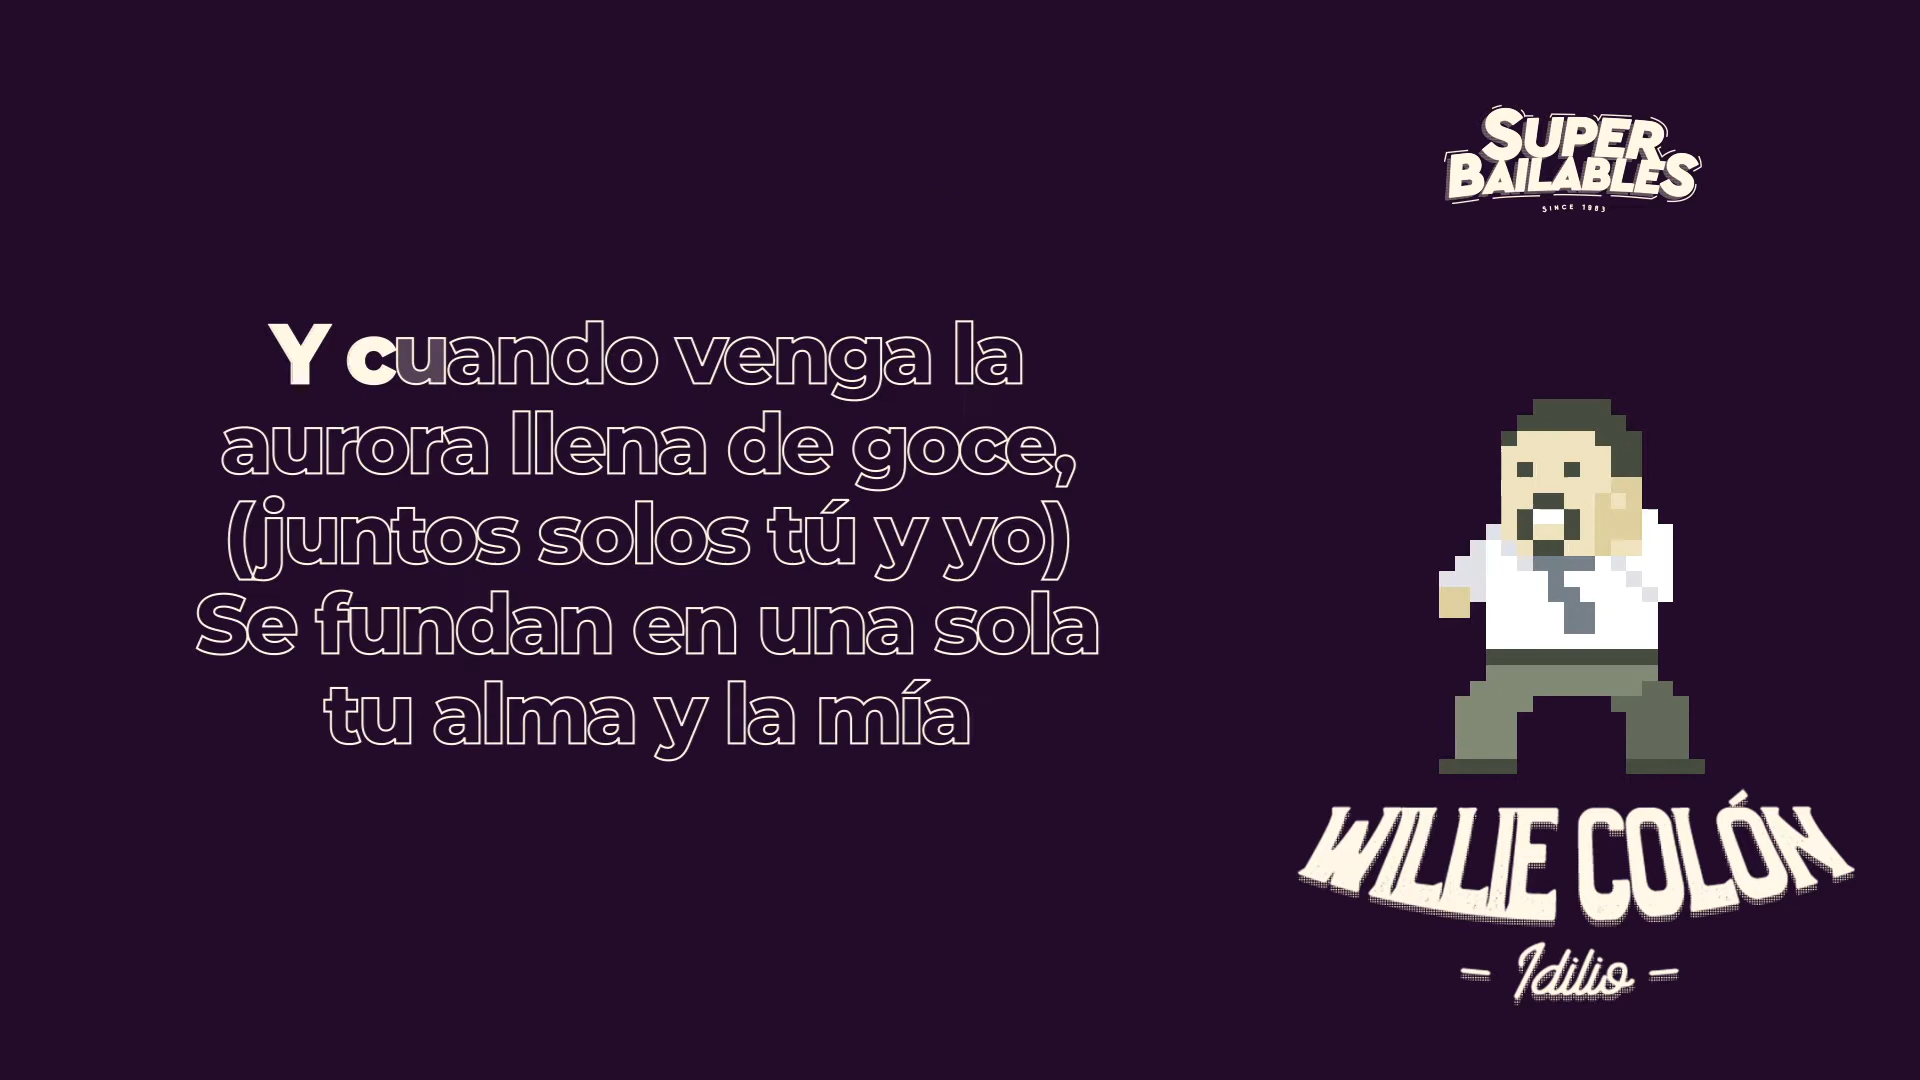 SUPER
BAILABLES
SINCE 1983
Y cuando venga la
aurora llena de goce,
(juntos solos tú y yo)
Se fundan en una sola
tu alma y la mía
WILLIE COLÓN
– Idilio –